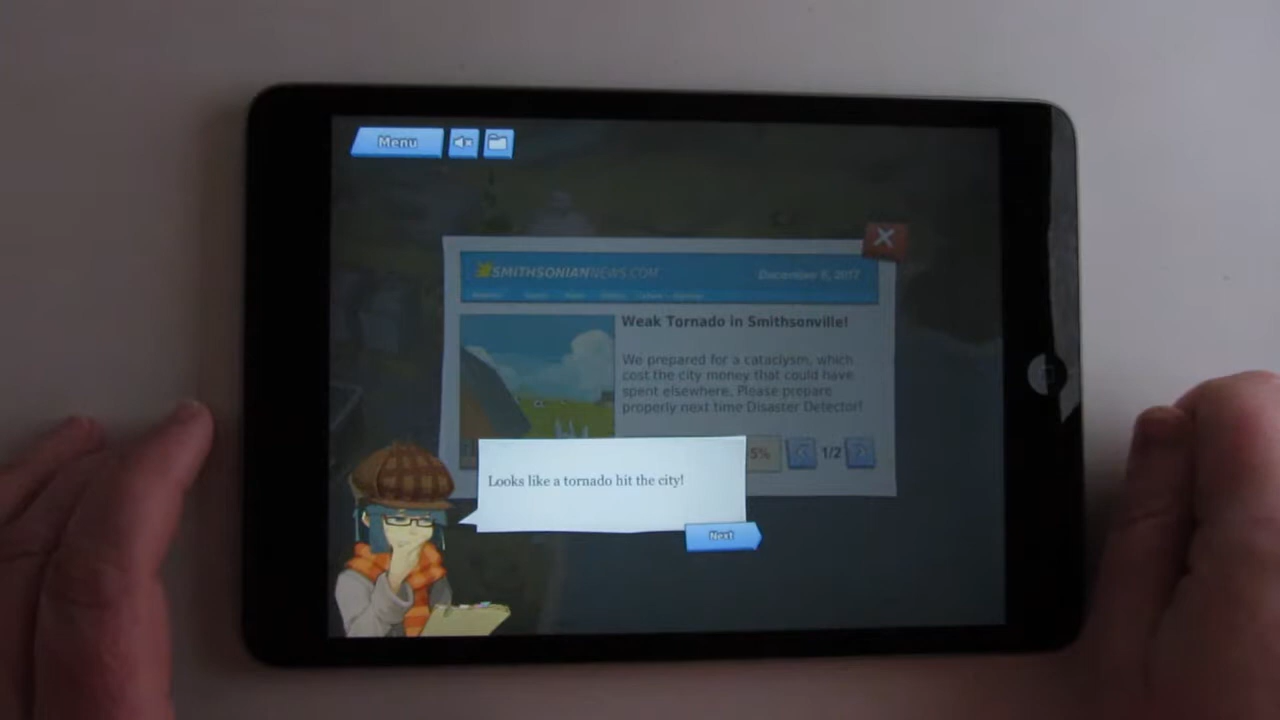 Menu
SMITHSONIANNEWS.COM
December 5, 2017
Weak Tornado in Smithsonville!
We prepared for a cataclysm, which
cost the city money that could have
spent elsewhere. Please prepare
properly next time Disaster Detector!
5%
1/2
Looks like a tornado hit the city!
Next